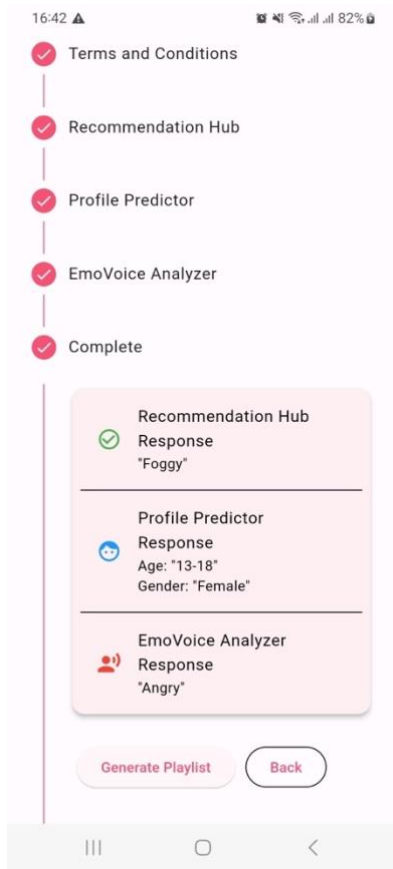 16:42 82%
Terms and Conditions
Recommendation Hub
Profile Predictor
EmoVoice Analyzer
Complete
Recommendation Hub
Response
"Foggy"
Profile Predictor
Response
Age: "13-18"
Gender: "Female"
EmoVoice Analyzer
Response
"Angry"
Generate Playlist Back